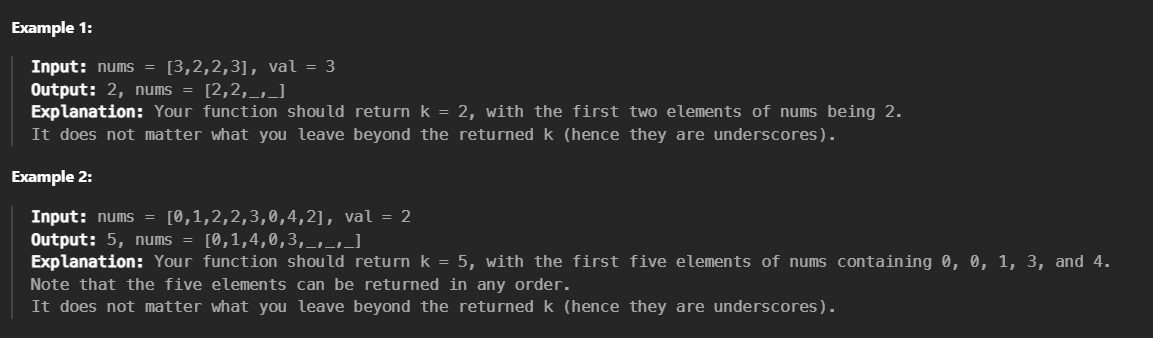 Example 1:
Input: nums = [3,2,2,3], val = 3
Output: 2, nums = [2,2,_,_]
Explanation: Your function should return k = 2, with the first two elements of nums being 2.
It does not matter what you leave beyond the returned k (hence they are underscores).
Example 2:
Input: nums = [0,1,2,2,3,0,4,2], val = 2
Output: 5, nums = [0,1,4,0,3,_,_,_]
Explanation: Your function should return k = 5, with the first five elements of nums containing 0, 0, 1, 3, and 4.
Note that the five elements can be returned in any order.
It does not matter what you leave beyond the returned k (hence they are underscores).